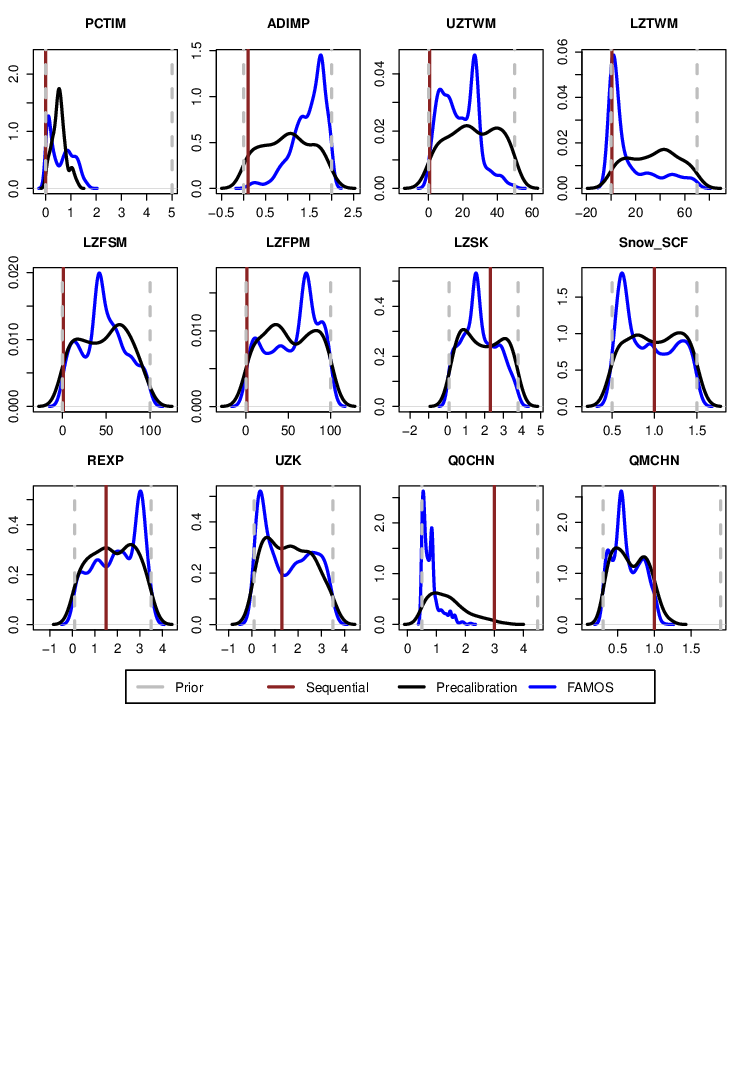 PCTIM ADIMP UZTWM LZTWM
0.0 1.0 2.0
0 1 2 3 4 5
0.0 0.5 1.0 1.5
−0.5 0.5 1.5 2.5
0.00 0.02 0.04
0 20 40 60
0.00 0.02 0.04 0.06
−20 20 60
LZFSM LZFPM LZSK Snow_SCF
0.000 0.010 0.020
0 50 100
0.000 0.010
0 50 100
0.0 0.2 0.4
−2 0 1 2 3 4 5
0.0 0.5 1.0 1.5
0.5 1.0 1.5
REXP UZK Q0CHN QMCHN
0.0 0.2 0.4
−1 0 1 2 3 4
0.0 0.2 0.4
−1 0 1 2 3 4
0.0 1.0 2.0
0 1 2 3 4
0.0 1.0 2.0
0.5 1.0 1.5
Prior Sequential Precalibration FAMOS